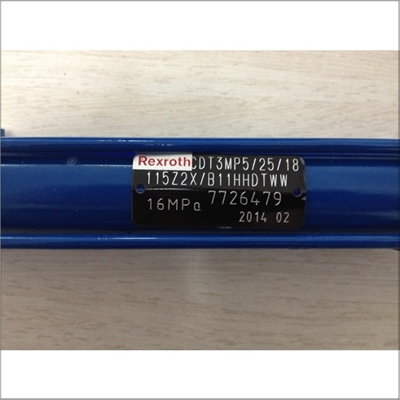 Rexroth CDT3MP5/25/18
115Z2X/B11HHDTWW
16MPa 7726479
2014.02